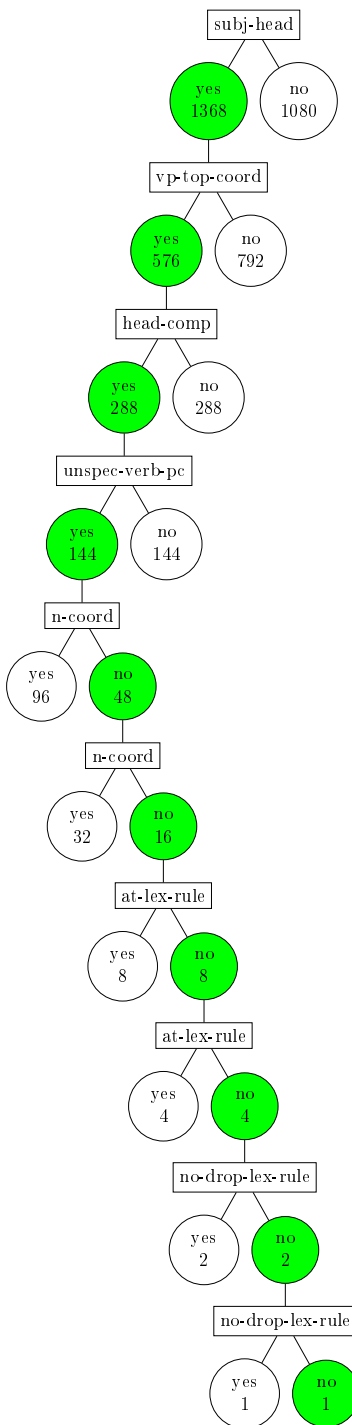 subj-head
yes
1368
no
1080
vp-top-coord
yes
576
no
792
head-comp
yes
288
no
288
unspec-verb-pc
yes
144
no
144
n-coord
yes
96
no
48
n-coord
yes
32
no
16
at-lex-rule
yes
8
no
8
at-lex-rule
yes
4
no
4
no-drop-lex-rule
yes
2
no
2
no-drop-lex-rule
yes
1
no
1